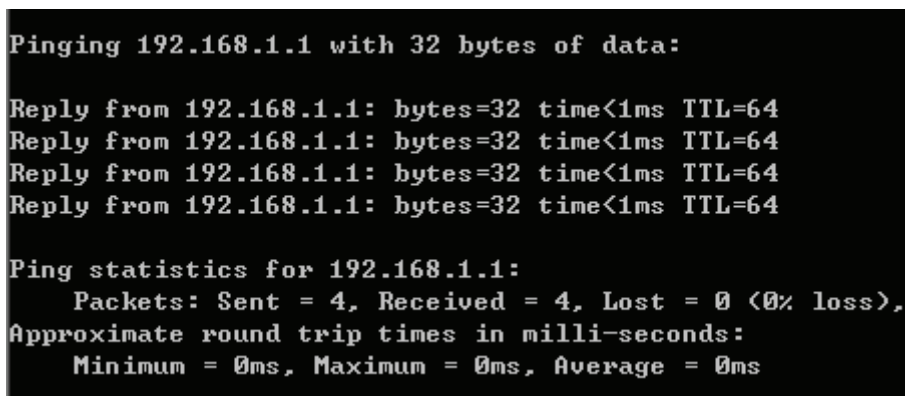 Pinging 192.168.1.1 with 32 bytes of data:
Reply from 192.168.1.1: bytes=32 time<1ms TTL=64
Reply from 192.168.1.1: bytes=32 time<1ms TTL=64
Reply from 192.168.1.1: bytes=32 time<1ms TTL=64
Reply from 192.168.1.1: bytes=32 time<1ms TTL=64
Ping statistics for 192.168.1.1:
Packets: Sent = 4, Received = 4, Lost = 0 (0% loss),
Approximate round trip times in milli-seconds:
Minimum = 0ms, Maximum = 0ms, Average = 0ms